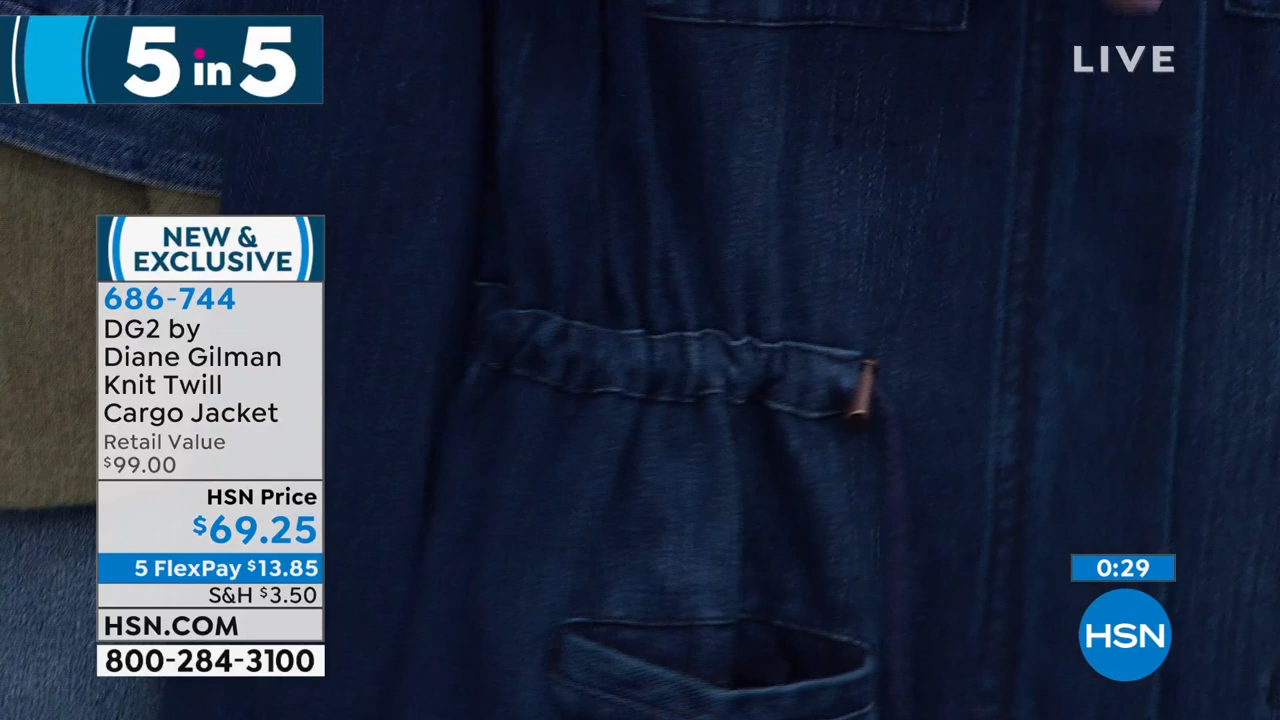 5 in 5
LIVE
NEW &
EXCLUSIVE
686-744
DG2 by
Diane Gilman
Knit Twill
Cargo Jacket
Retail Value
$99.00
HSN Price
$69.25
5 FlexPay $13.85
S&H $3.50
HSN.COM
800-284-3100
0:29
HSN